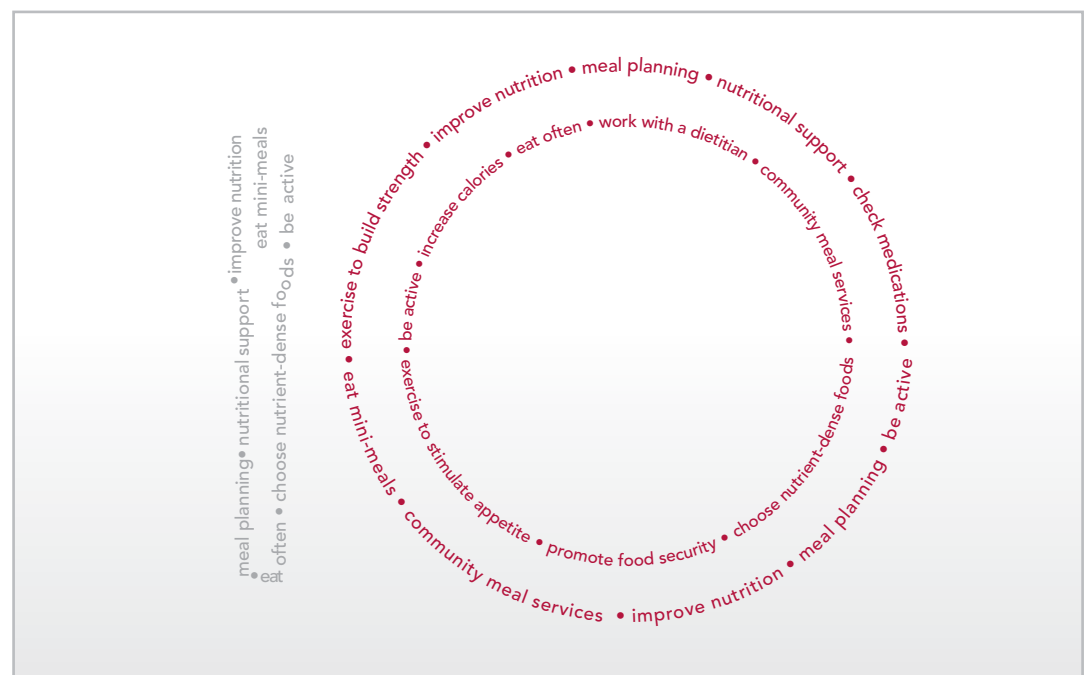 meal planning • nutritional support • improve nutrition
• eat
eat mini-meals
often • choose nutrient-dense foods • be active
improve nutrition • meal planning • nutritional support • check medications • be active • meal planning • improve nutrition • community meal services • eat mini-meals • exercise to build strength •
eat often • work with a dietitian • community meal services • choose nutrient-dense foods • promote food security • exercise to stimulate appetite • be active • increase calories •